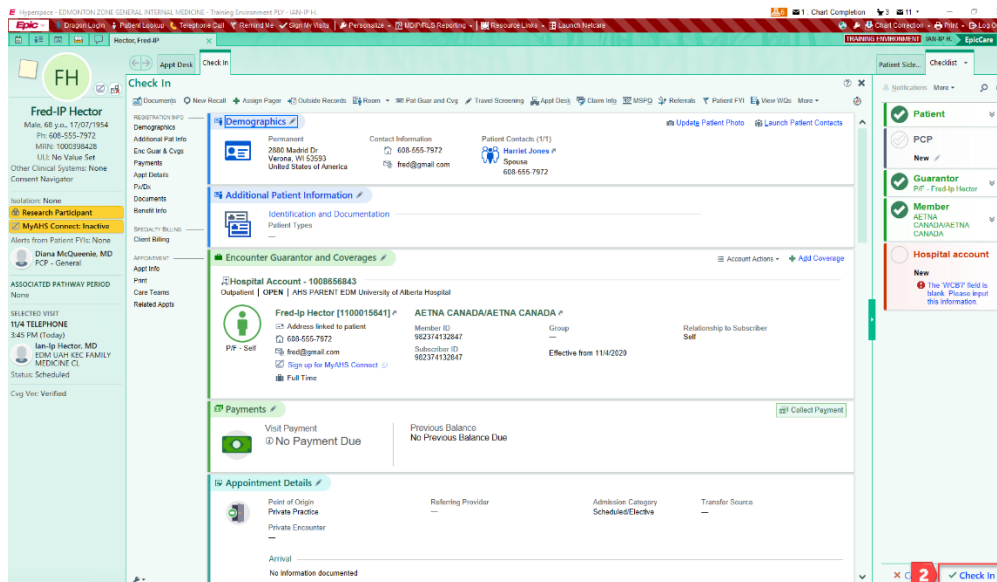 Hyperspace - EDMONTON ZONE GENERAL INTERNAL MEDICINE - Training Environment PLY - IAN-IP H.
1: Chart Completion
3
11
Epic
Dragon Login
Patient Lookup
Telephone Call
Remind Me
Sign My Visits
Personalize
MDIP/RLS Reporting
Resource Links
Launch Netcare
Chart Correction
Print
Log O
Hector, Fred-IP
TRAINING ENVIRONMENT
IAN-IP H.
EpicCare
FH
Fred-IP Hector
Male, 68 y.o., 17/07/1954
Ph: 608-555-7972
MRN: 1000398428
ULI: No Value Set
Other Clinical Systems: None
Consent Navigator
Isolation: None
Research Participant
MyAHS Connect: Inactive
Alerts from Patient FYIs: None
Diana McQueenie, MD
PCP - General
ASSOCIATED PATHWAY PERIOD
None
SELECTED VISIT
11/4 TELEPHONE
3:45 PM (Today)
Ian-Ip Hector, MD
EDM UAH KEC FAMILY
MEDICINE CL
Status: Scheduled
Cvg Ver: Verified
Appt Desk
Check In
Check In
Documents
New Recall
Assign Pager
Outside Records
Room
Pat Guar and Cvg
Travel Screening
Appt Desk
Claim Info
MSPQ
Referrals
Patient FYI
View WQs
More
REGISTRATION INFO
Demographics
Additional Pat Info
Enc Guar & Cvgs
Payments
Appt Details
Px/Dx
Documents
Benefit Info
SPECIALTY BILLING
Client Billing
APPOINTMENT
Appt Info
Print
Care Teams
Related Appts
Demographics
Update Patient Photo
Launch Patient Contacts
Permanent
2880 Madrid Dr
Verona, WI 53593
United States of America
Contact Information
608-555-7972
fred@gmail.com
Patient Contacts (1/1)
Harriet Jones
Spouse
608-555-7972
Additional Patient Information
Identification and Documentation
Patient Types
—
Encounter Guarantor and Coverages
Account Actions
Add Coverage
Hospital Account - 1008656843
Outpatient | OPEN | AHS PARENT EDM University of Alberta Hospital
P/F - Self
Fred-Ip Hector [1100015641]
Address linked to patient
608-555-7972
fred@gmail.com
Sign up for MyAHS Connect
Full Time
AETNA CANADA/AETNA CANADA
Member ID
982374132847
Subscriber ID
982374132847
Group
—
Effective from 11/4/2020
Relationship to Subscriber
Self
Payments
Collect Payment
Visit Payment
No Payment Due
Previous Balance
No Previous Balance Due
Appointment Details
Point of Origin
Private Practice
Referring Provider
—
Admission Category
Scheduled/Elective
Transfer Source
—
Private Encounter
—
Arrival
No information documented
Patient Side...
Checklist
Notifications
More
Patient
PCP
New
Guarantor
P/F - Fred-Ip Hector
Member
AETNA
CANADA/AETNA
CANADA
Hospital account
New
The 'WCB?' field is
blank. Please input
this information.
2
Check In